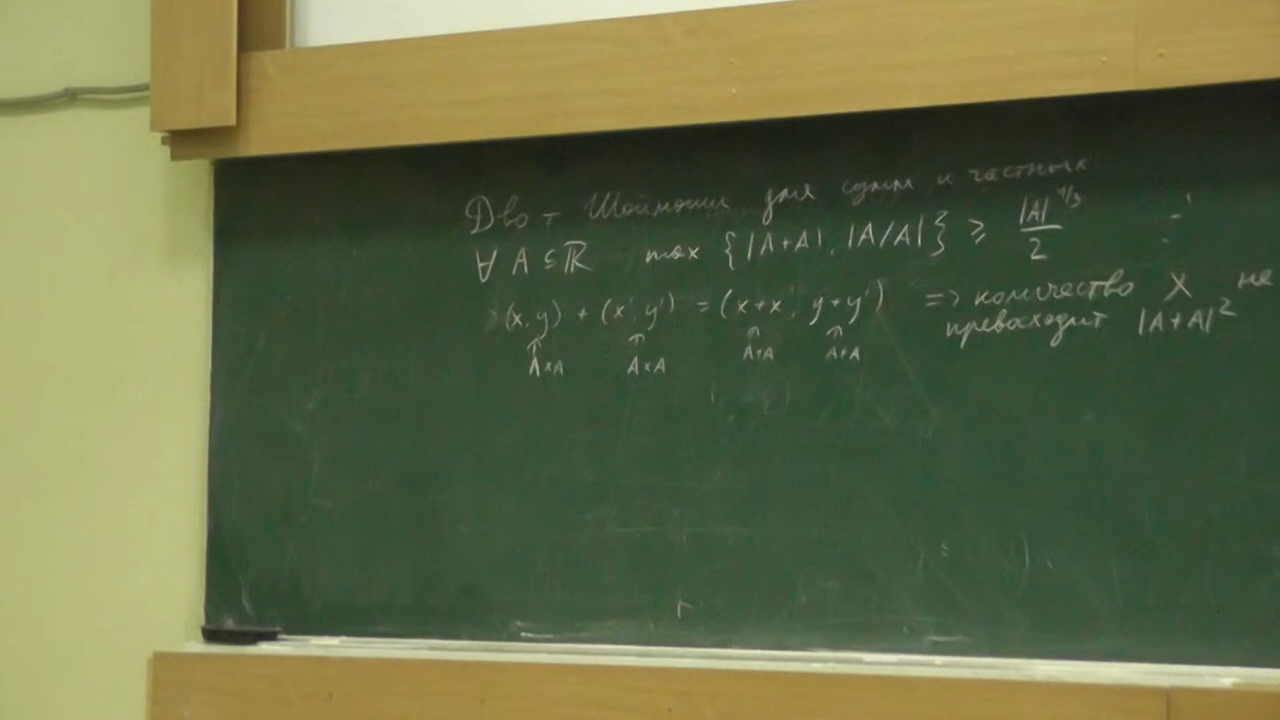 Дво-т Шоймоши для сумм и частных
∀ A ⊆ ℝ max {|A+A|, |A/A|} ⩾ |A|^{4/3} / 2
(x, y) + (x', y') = (x+x', y+y') => количество X не
A×A A×A A+A A+A превосходит |A+A|²